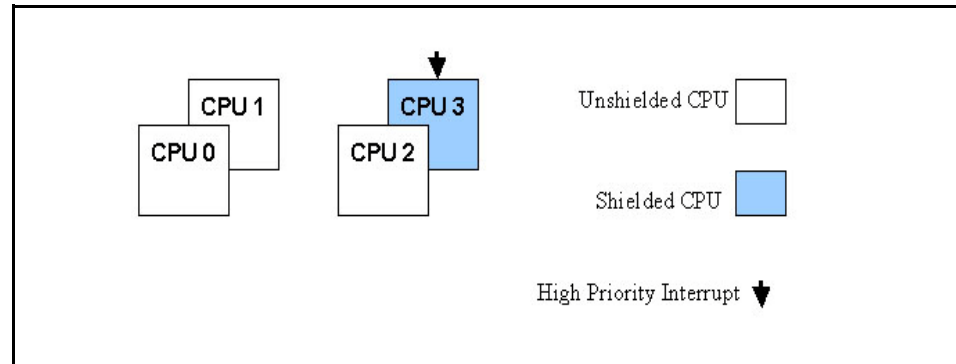 CPU 1
CPU 0
CPU 3
CPU 2
Unshielded CPU
Shielded CPU
High Priority Interrupt